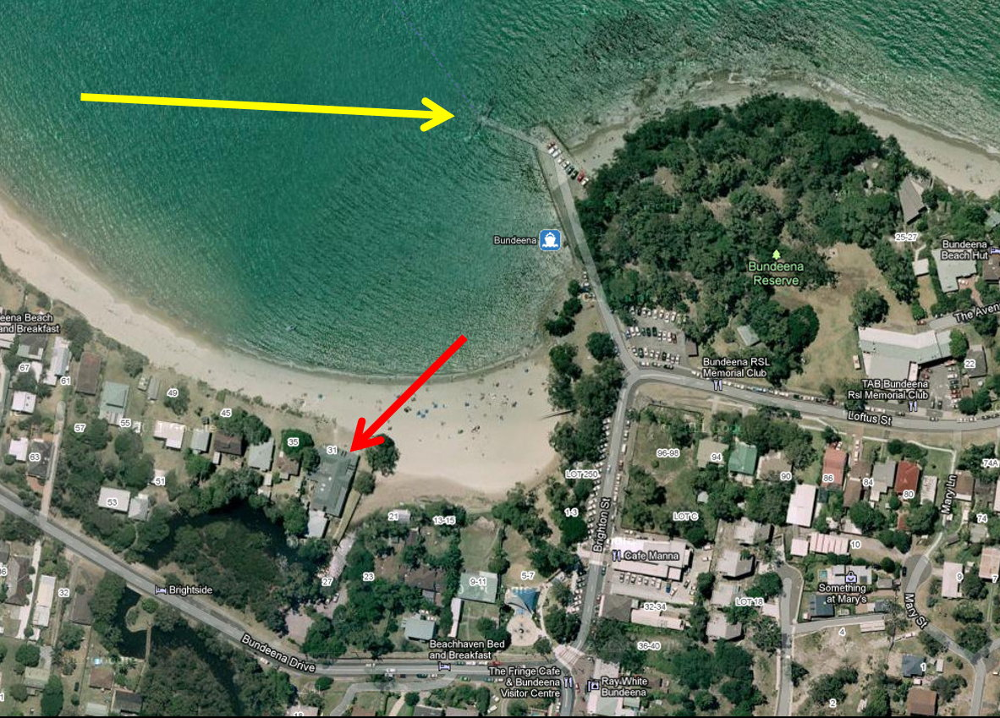 Bundeena
25-27
Bundeena
Beach Hut
Bundeena
Reserve
The Aven
eena Beach
and Breakfast
67
61
49
55
57
45
63
51
53
35
31
Bundeena RSL
Memorial Club
22
TAB Bundeena
Rsl Memorial Club
Loftus St
96-98
94
90
86
84
80
74A
74
Mary Ln
LOT 250
1-3
Brighton St
LOT C
21
13-15
10
Cafe Manna
27
23
9-11
5-7
32
Brightside
Something
at Mary's
9
7
32-34
LOT 18
Mary St
4
36-40
Bundeena Drive
Beachhaven Bed
and Breakfast
The Fringe Cafe
& Bundeena
Visitor Centre
Ray White
Bundeena
1
2